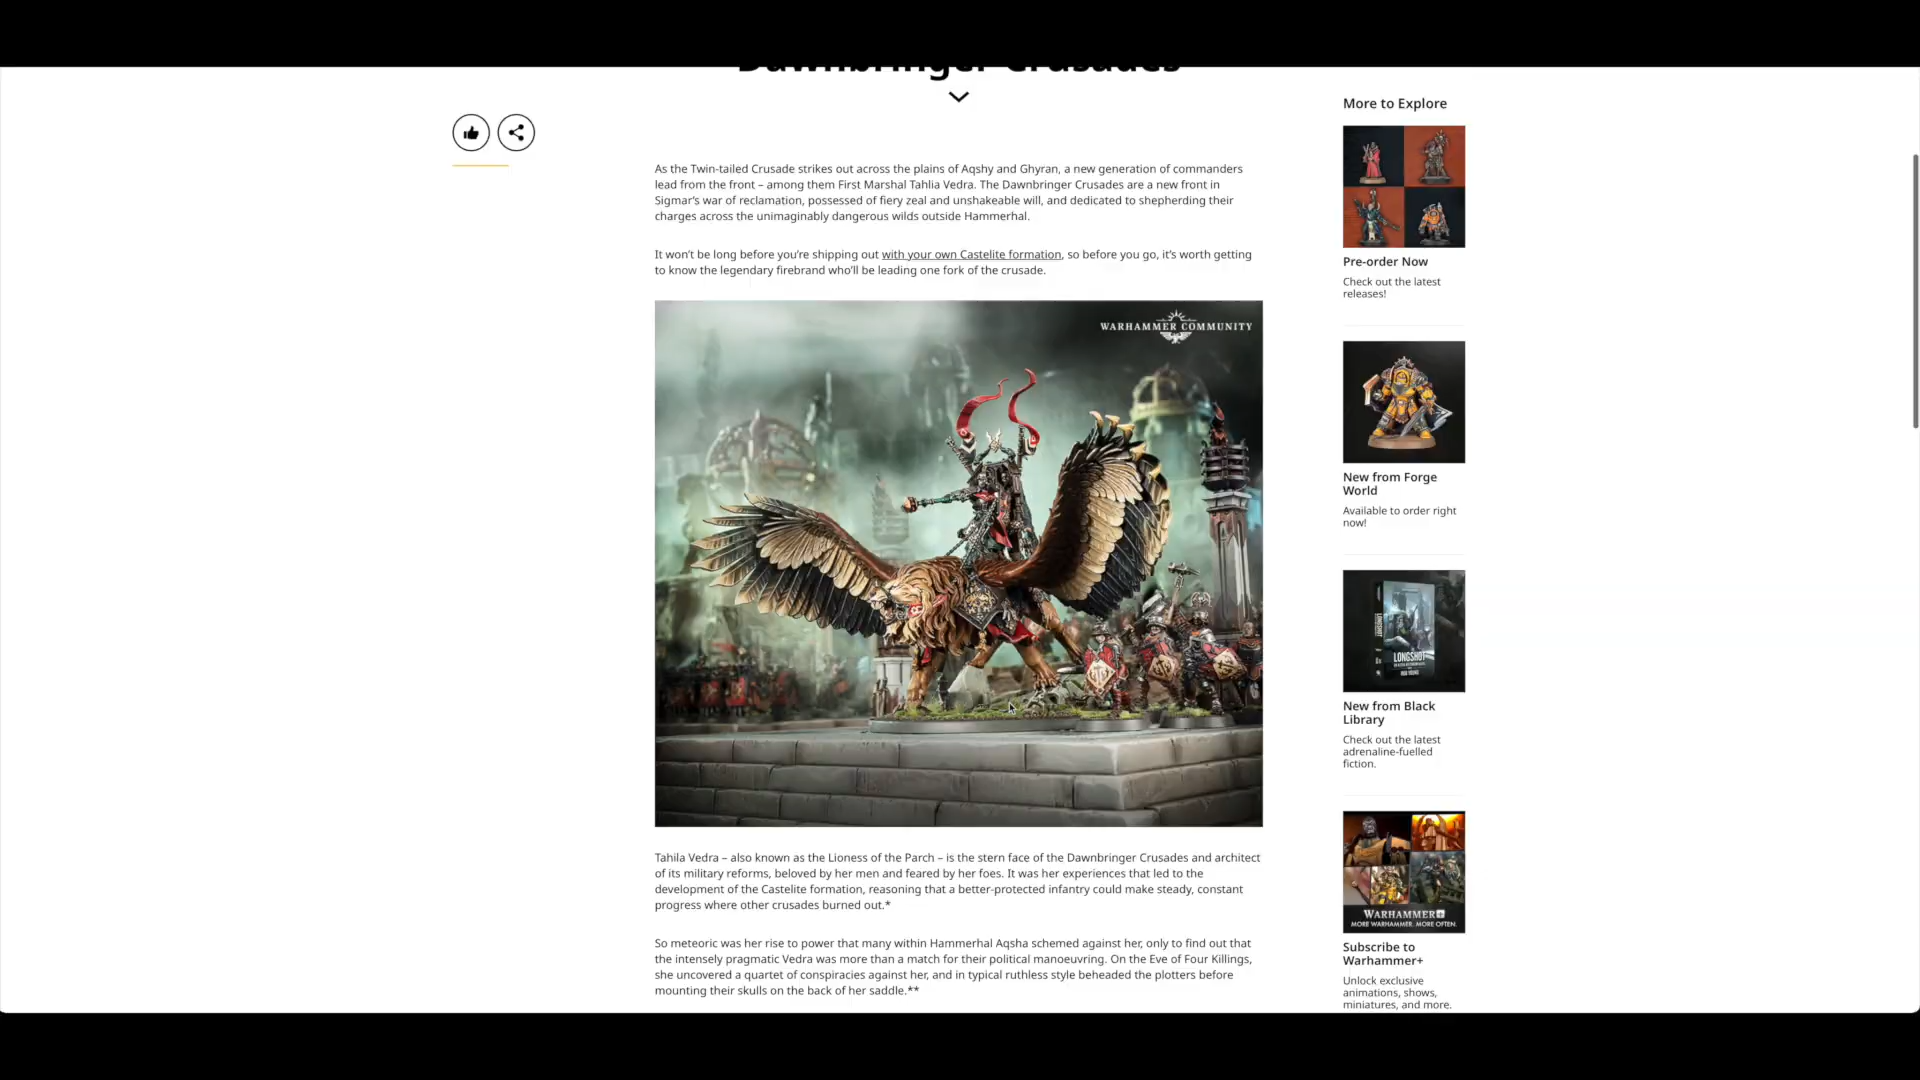 Dawnbringer Crusades
As the Twin-tailed Crusade strikes out across the plains of Aqshy and Ghyran, a new generation of commanders
lead from the front – among them First Marshal Tahlia Vedra. The Dawnbringer Crusades are a new front in
Sigmar’s war of reclamation, possessed of fiery zeal and unshakeable will, and dedicated to shepherding their
charges across the unimaginably dangerous wilds outside Hammerhal.
It won’t be long before you’re shipping out with your own Castelite formation, so before you go, it’s worth getting
to know the legendary firebrand who’ll be leading one fork of the crusade.
WARHAMMER COMMUNITY
Tahila Vedra – also known as the Lioness of the Parch – is the stern face of the Dawnbringer Crusades and architect
of its military reforms, beloved by her men and feared by her foes. It was her experiences that led to the
development of the Castelite formation, reasoning that a better-protected infantry could make steady, constant
progress where other crusades burned out.*
So meteoric was her rise to power that many within Hammerhal Aqsha schemed against her, only to find out that
the intensely pragmatic Vedra was more than a match for their political manoeuvring. On the Eve of Four Killings,
she uncovered a quartet of conspiracies against her, and in typical ruthless style beheaded the plotters before
mounting their skulls on the back of her saddle.**
More to Explore
Pre-order Now
Check out the latest
releases!
New from Forge
World
Available to order right
now!
LONGSHOT
New from Black
Library
Check out the latest
adrenaline-fuelled
fiction.
WARHAMMER+
MORE WARHAMMER. MORE OFTEN.
Subscribe to
Warhammer+
Unlock exclusive
animations, shows,
miniatures, and more.